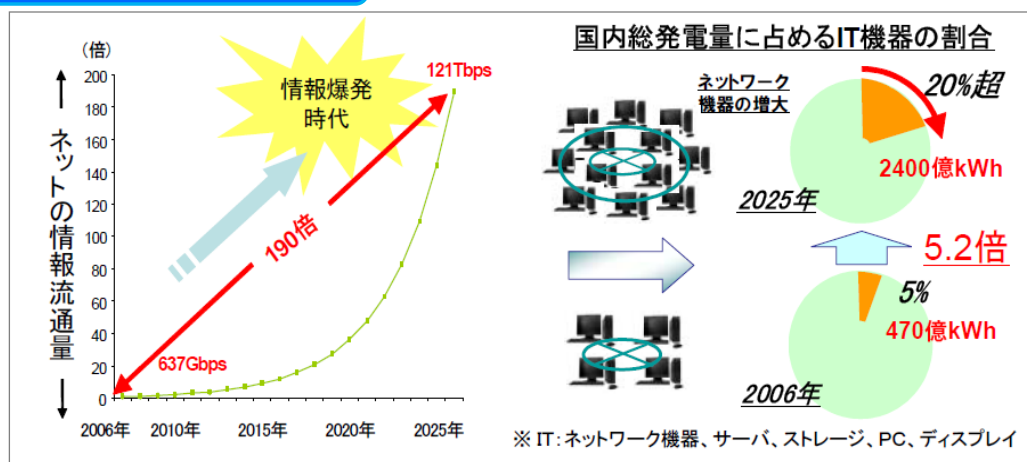 (倍)
200
180
160
140
120
100
80
60
40
20
0
ネットの情報流通量
2006年 2010年 2015年 2020年 2025年
情報爆発
時代
121Tbps
190倍
637Gbps
国内総発電量に占めるIT機器の割合
ネットワーク
機器の増大
20%超
2400億kWh
2025年
5.2倍
5%
470億kWh
2006年
※ IT:ネットワーク機器、サーバ、ストレージ、PC、ディスプレイ